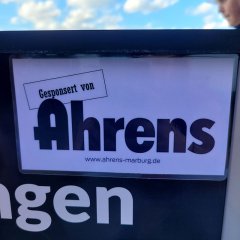 Gesponsert von
Ahrens
www.ahrens-marburg.de
ngen